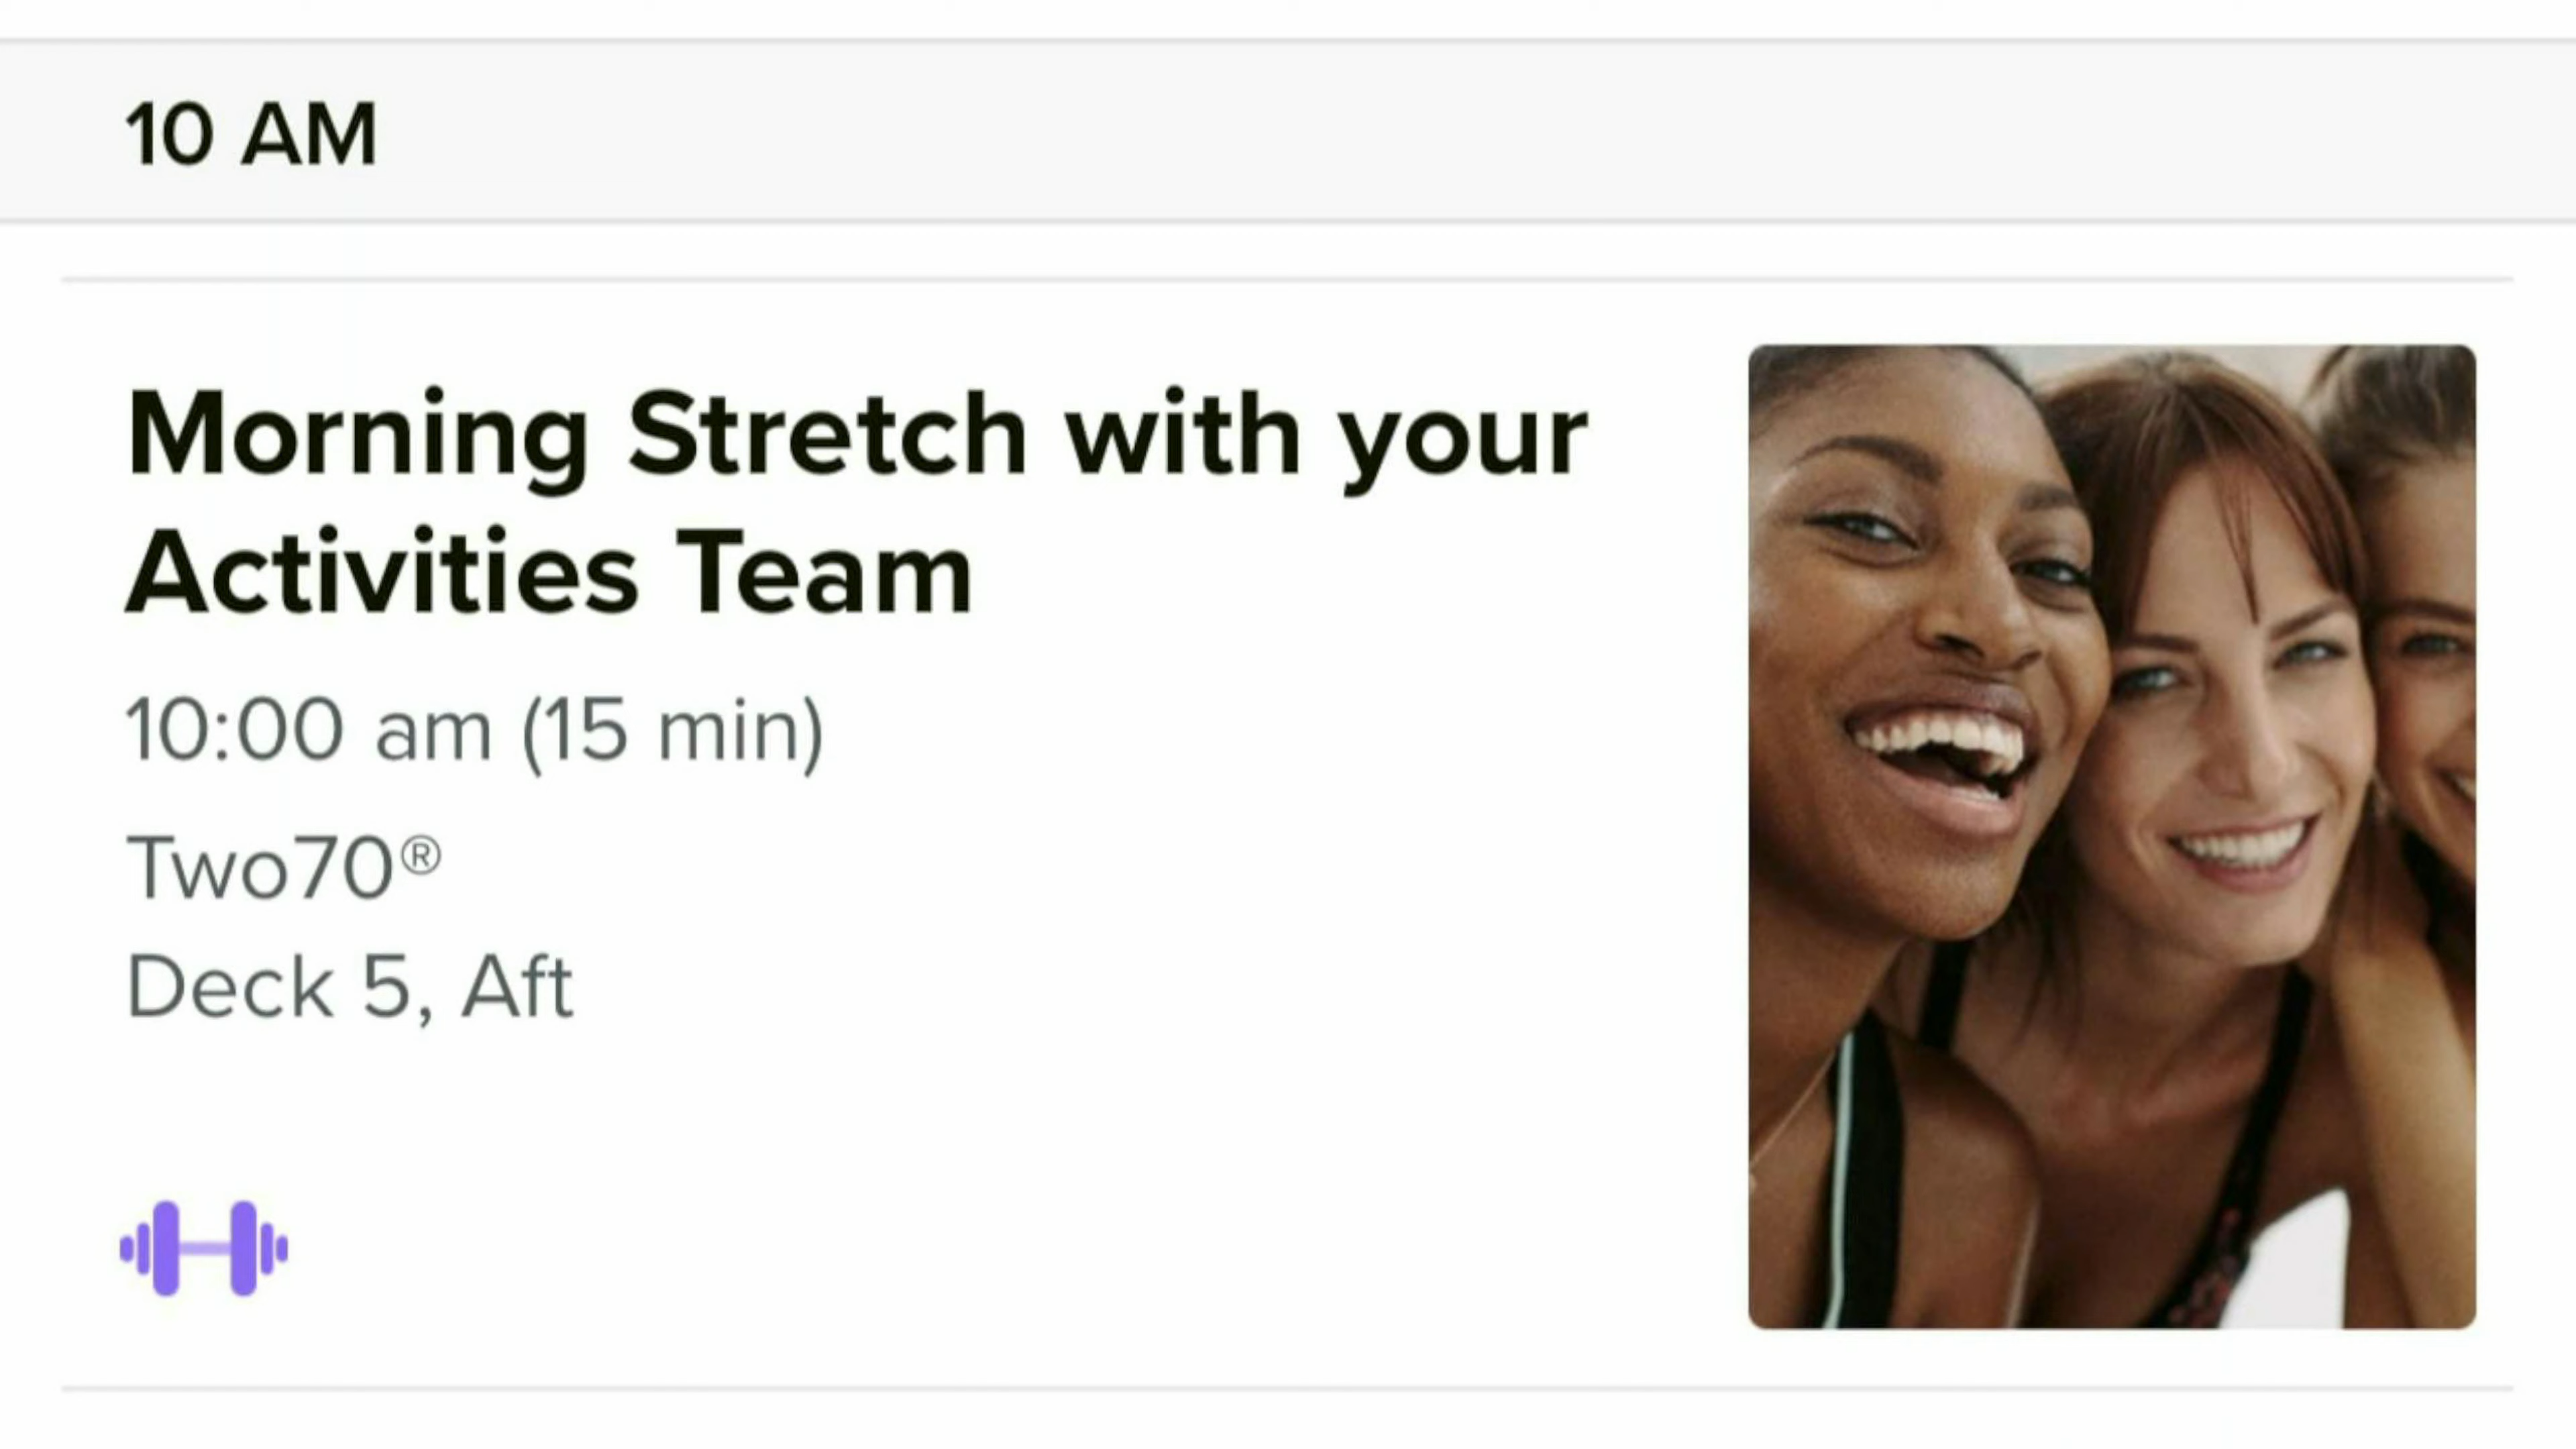 10 AM
Morning Stretch with your
Activities Team
10:00 am (15 min)
Two70®
Deck 5, Aft